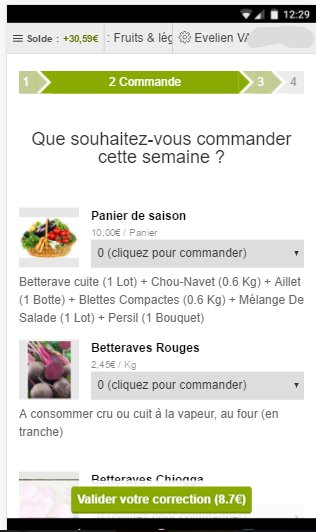 12:29
Solde : +30,59€ : Fruits & lég Evelien VA
1 2 Commande 3 4
Que souhaitez-vous commander
cette semaine ?
Panier de saison
10,00€ / Panier
0 (cliquez pour commander)
Betterave cuite (1 Lot) + Chou-Navet (0.6 Kg) + Aillet
(1 Botte) + Blettes Compactes (0.6 Kg) + Mélange De
Salade (1 Lot) + Persil (1 Bouquet)
Betteraves Rouges
2,45€ / Kg
0 (cliquez pour commander)
A consommer cru ou cuit à la vapeur, au four (en
tranche)
Betteraves Chiogga
Valider votre correction (8.7€)